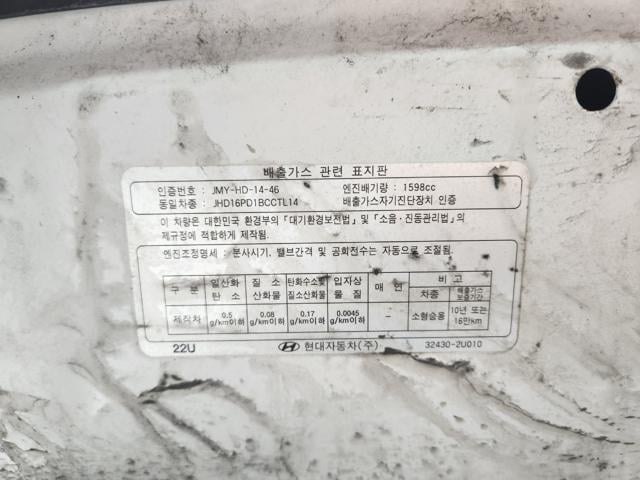 배출가스 관련 표지판
인증번호 : JMY-HD-14-46 엔진배기량 : 1598cc
동일차종 : JHD16PD1BCCTL14 배출가스자기진단장치 인증
이 차량은 대한민국 환경부의 「대기환경보전법」 및 「소음·진동관리법」의
제규정에 적합하게 제작됨.
엔진조정명세 : 분사시기, 밸브간격 및 공회전수는 자동으로 조절됨.
구 분 일산화 탄 소 질 소 산화물 탄화수소및 질소산화물 입자상 물 질 매 연 비 고
차종 배출가스 보증기간
제작차 0.5 g/km이하 0.08 g/km이하 0.17 g/km이하 0.0045 g/km이하 - 소형승용 10년 또는 16만km
22U 현대자동차(주) 32430-2U010